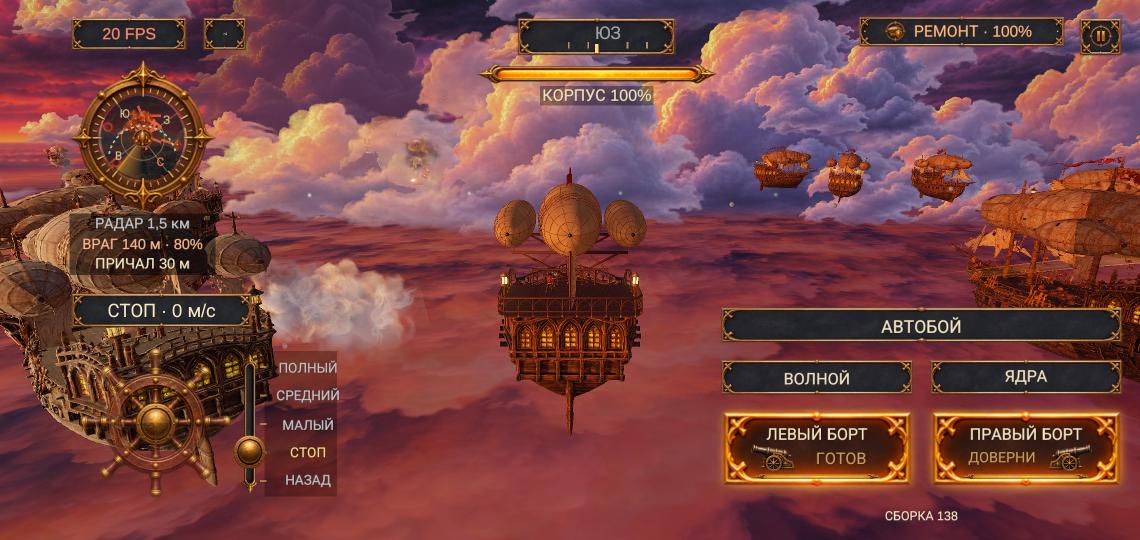 20 FPS
ЮЗ
РЕМОНТ · 100%
КОРПУС 100%
Ю
З
В
С
РАДАР 1,5 км
ВРАГ 140 м · 80%
ПРИЧАЛ 30 м
СТОП · 0 м/с
ПОЛНЫЙ
СРЕДНИЙ
МАЛЫЙ
СТОП
НАЗАД
АВТОБОЙ
ВОЛНОЙ
ЯДРА
ЛЕВЫЙ БОРТ
ГОТОВ
ПРАВЫЙ БОРТ
ДОВЕРНИ
СБОРКА 138